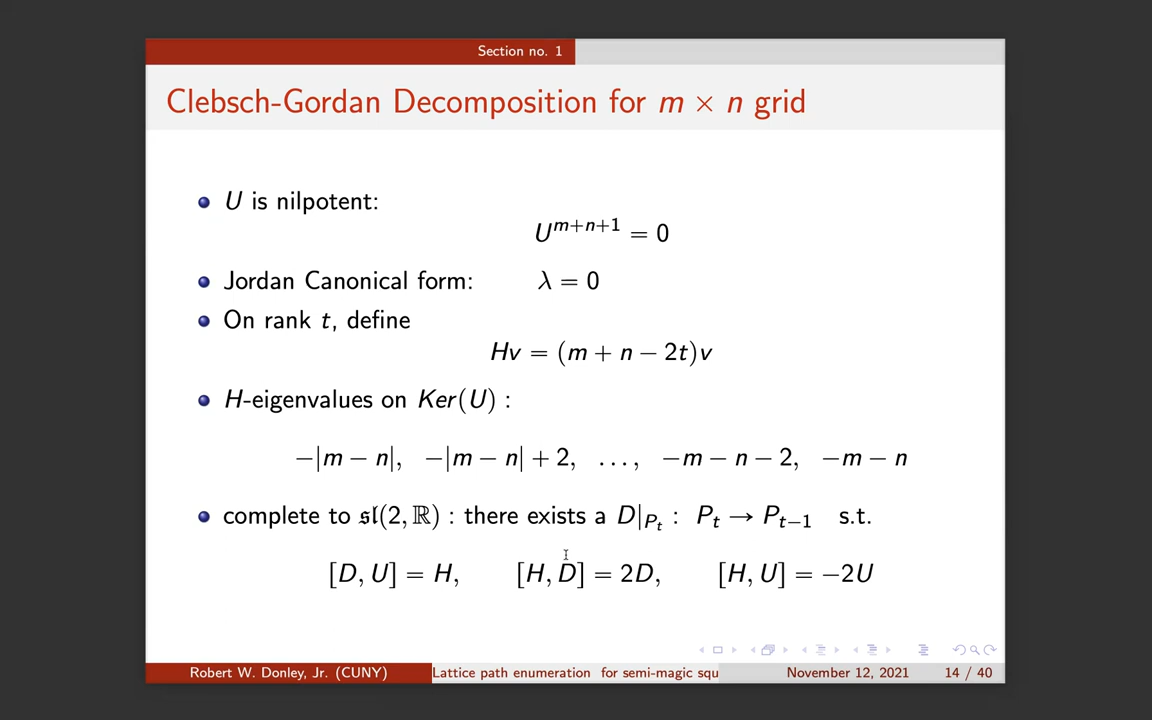 Section no. 1
Clebsch-Gordan Decomposition for m × n grid
U is nilpotent:
U^{m+n+1} = 0
Jordan Canonical form: λ = 0
On rank t, define
Hv = (m + n − 2t)v
H-eigenvalues on Ker(U) :
−|m − n|, −|m − n| + 2, . . . , −m − n − 2, −m − n
complete to 𝔰𝔩(2, ℝ) : there exists a D|_{P_t} : P_t → P_{t−1} s.t.
[D, U] = H, [H, D] = 2D, [H, U] = −2U
Robert W. Donley, Jr. (CUNY) Lattice path enumeration for semi-magic squ November 12, 2021 14 / 40